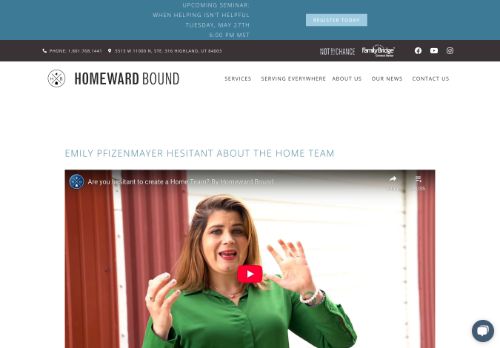 UPCOMING SEMINAR:
WHEN HELPING ISN'T HELPFUL
TUESDAY, MAY 27TH
6:00 PM MST
REGISTER TODAY
PHONE: 1.801.768.1441
5513 W 11000 N, STE. 316 HIGHLAND, UT 84003
NOT BY CHANCE
FamilyBridge
HOMEWARD BOUND
SERVICES
SERVING EVERYWHERE
ABOUT US
OUR NEWS
CONTACT US
EMILY PFIZENMAYER HESITANT ABOUT THE HOME TEAM
Are you hesitant to create a Home Team? By Homeward Bound